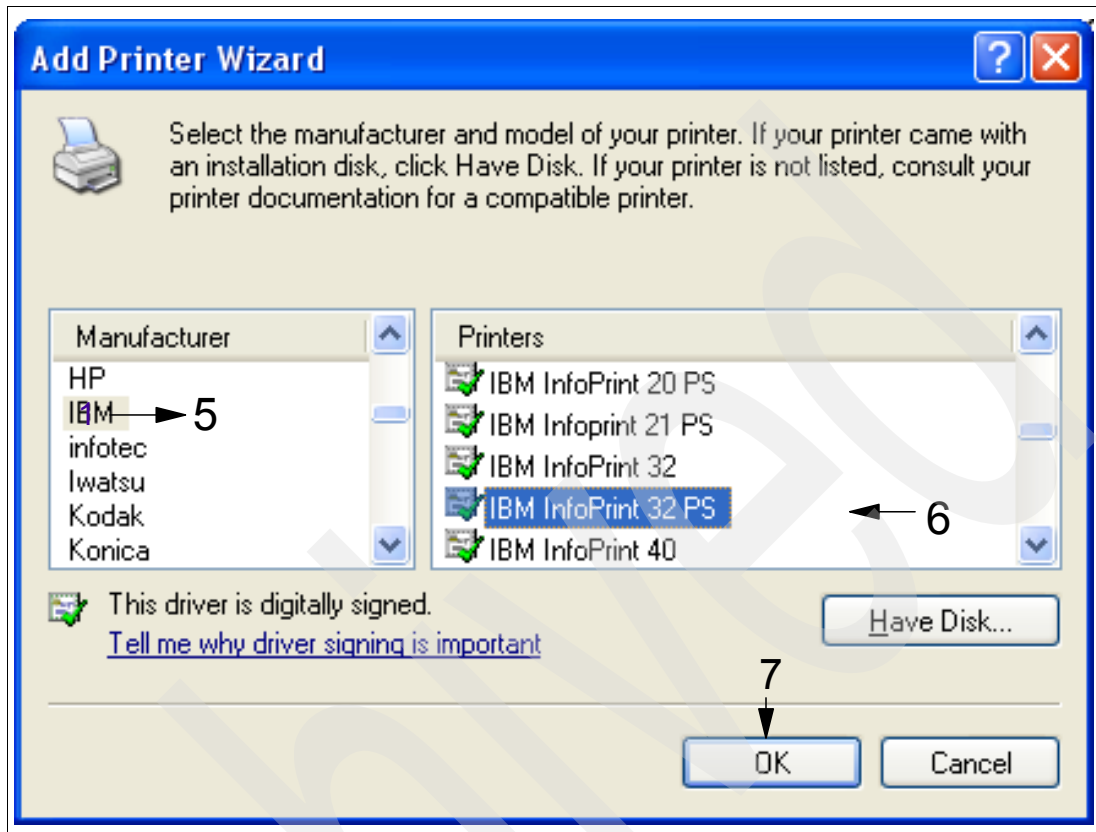 Add Printer Wizard
Select the manufacturer and model of your printer. If your printer came with
an installation disk, click Have Disk. If your printer is not listed, consult your
printer documentation for a compatible printer.
Manufacturer
HP
IBM 5
infotec
Iwatsu
Kodak
Konica
Printers
IBM InfoPrint 20 PS
IBM Infoprint 21 PS
IBM InfoPrint 32
IBM InfoPrint 32 PS 6
IBM InfoPrint 40
This driver is digitally signed.
Tell me why driver signing is important
Have Disk...
7
OK
Cancel